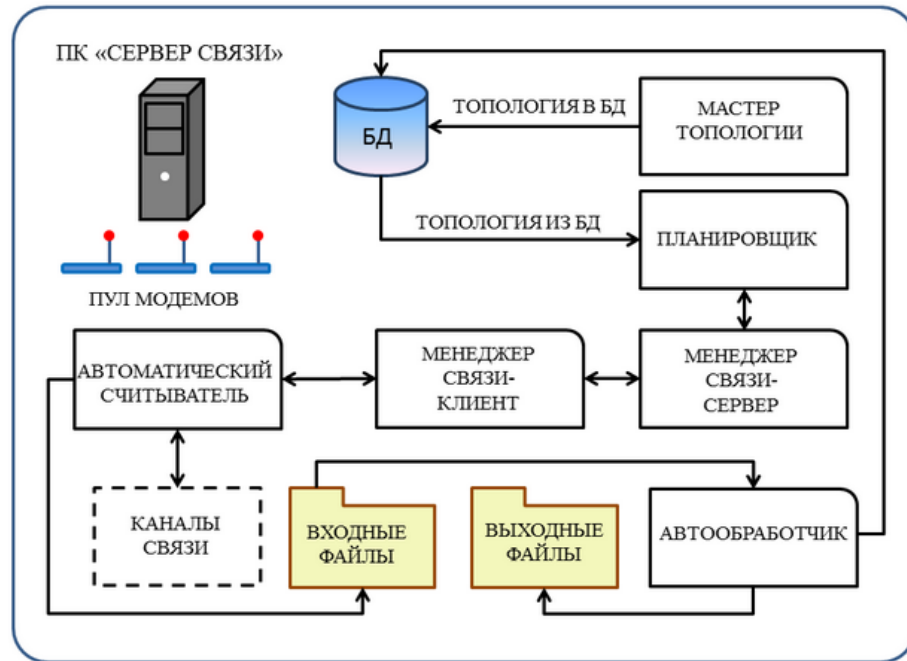 ПК «СЕРВЕР СВЯЗИ»
БД
ТОПОЛОГИЯ В БД
МАСТЕР
ТОПОЛОГИИ
ТОПОЛОГИЯ ИЗ БД
ПЛАНИРОВЩИК
ПУЛ МОДЕМОВ
АВТОМАТИЧЕСКИЙ
СЧИТЫВАТЕЛЬ
МЕНЕДЖЕР
СВЯЗИ-
КЛИЕНТ
МЕНЕДЖЕР
СВЯЗИ-
СЕРВЕР
КАНАЛЫ
СВЯЗИ
ВХОДНЫЕ
ФАЙЛЫ
ВЫХОДНЫЕ
ФАЙЛЫ
АВТООБРАБОТЧИК